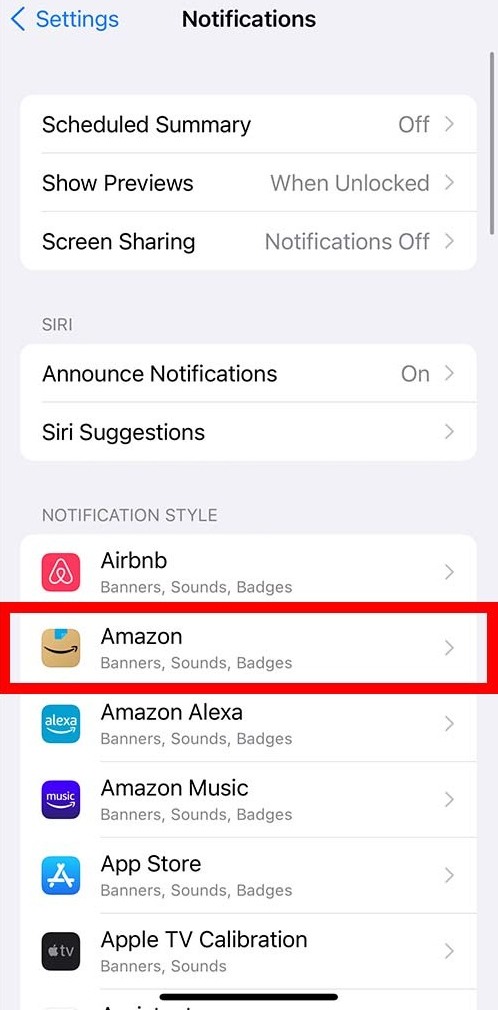 Settings
Notifications
Scheduled Summary Off
Show Previews When Unlocked
Screen Sharing Notifications Off
SIRI
Announce Notifications On
Siri Suggestions
NOTIFICATION STYLE
Airbnb
Banners, Sounds, Badges
Amazon
Banners, Sounds, Badges
alexa
Amazon Alexa
Banners, Sounds, Badges
music
Amazon Music
Banners, Sounds, Badges
App Store
Banners, Sounds, Badges
tv
Apple TV Calibration
Banners, Sounds